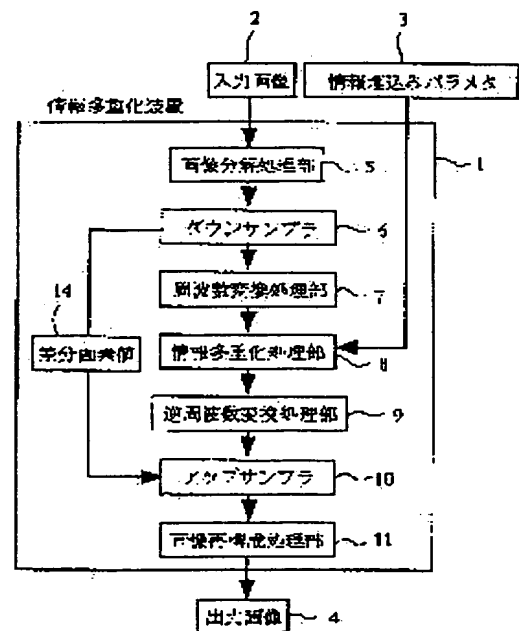 2
3
入力画像
情報埋込みパラメタ
情報多重化装置
1
画像分解処理部
5
ダウンサンプラ
6
周波数変換処理部
7
14
差分画素値
情報多重化処理部
8
逆周波数変換処理部
9
アップサンプラ
10
画像再構成処理部
11
出力画像
4